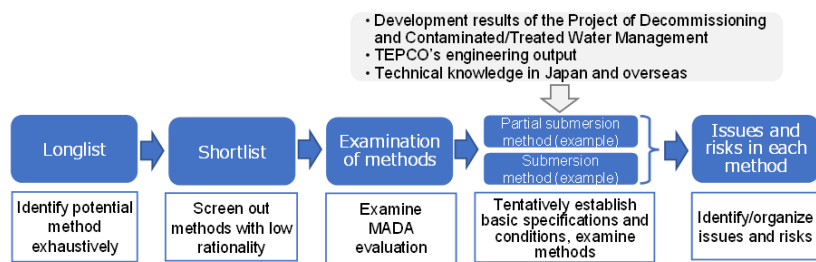 • Development results of the Project of Decommissioning
and Contaminated/Treated Water Management
• TEPCO's engineering output
• Technical knowledge in Japan and overseas
Longlist
Shortlist
Examination
of methods
Partial submersion
method (example)
Submersion
method (example)
Issues and
risks in each
method
Identify potential
method
exhaustively
Screen out
methods with low
rationality
Examine
MADA
evaluation
Tentatively establish
basic specifications and
conditions, examine
methods
Identify/organize
issues and risks